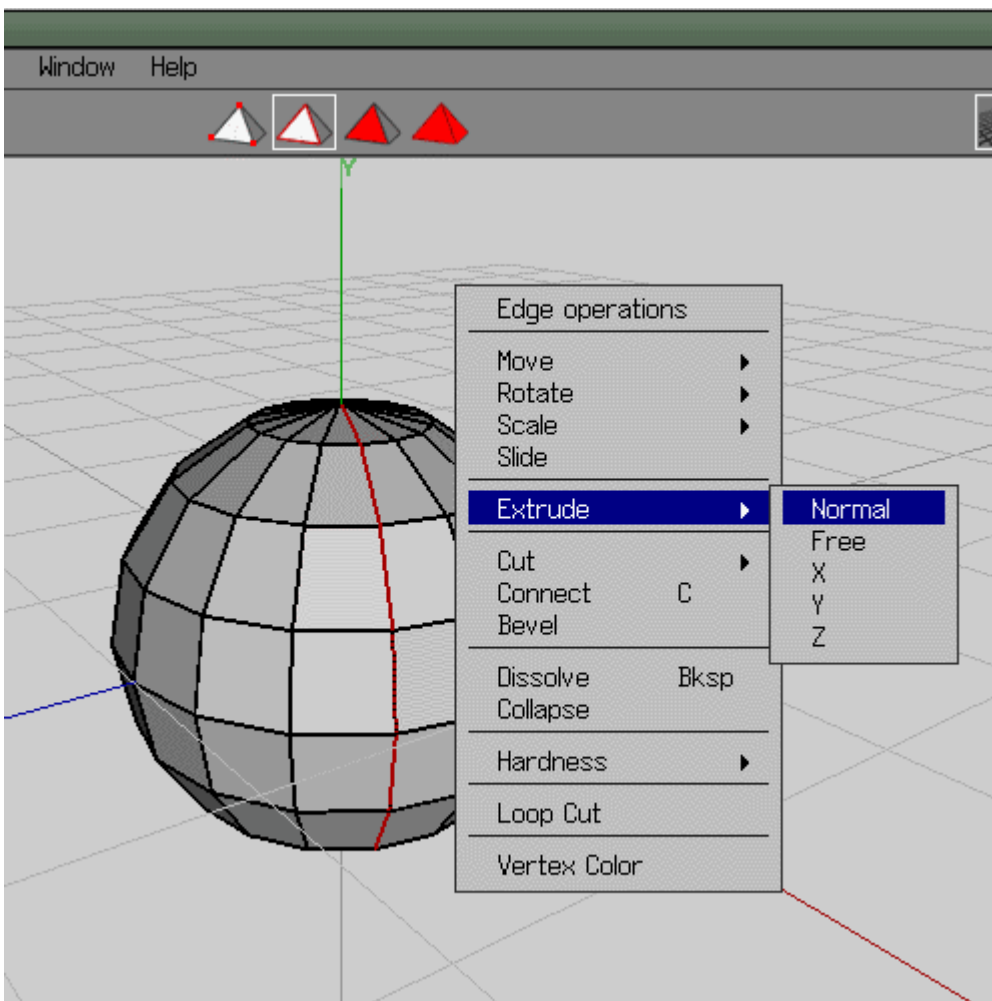 Window Help
Y
Edge operations
Move
Rotate
Scale
Slide
Extrude
Normal
Free
X
Y
Z
Cut
Connect C
Bevel
Dissolve Bksp
Collapse
Hardness
Loop Cut
Vertex Color